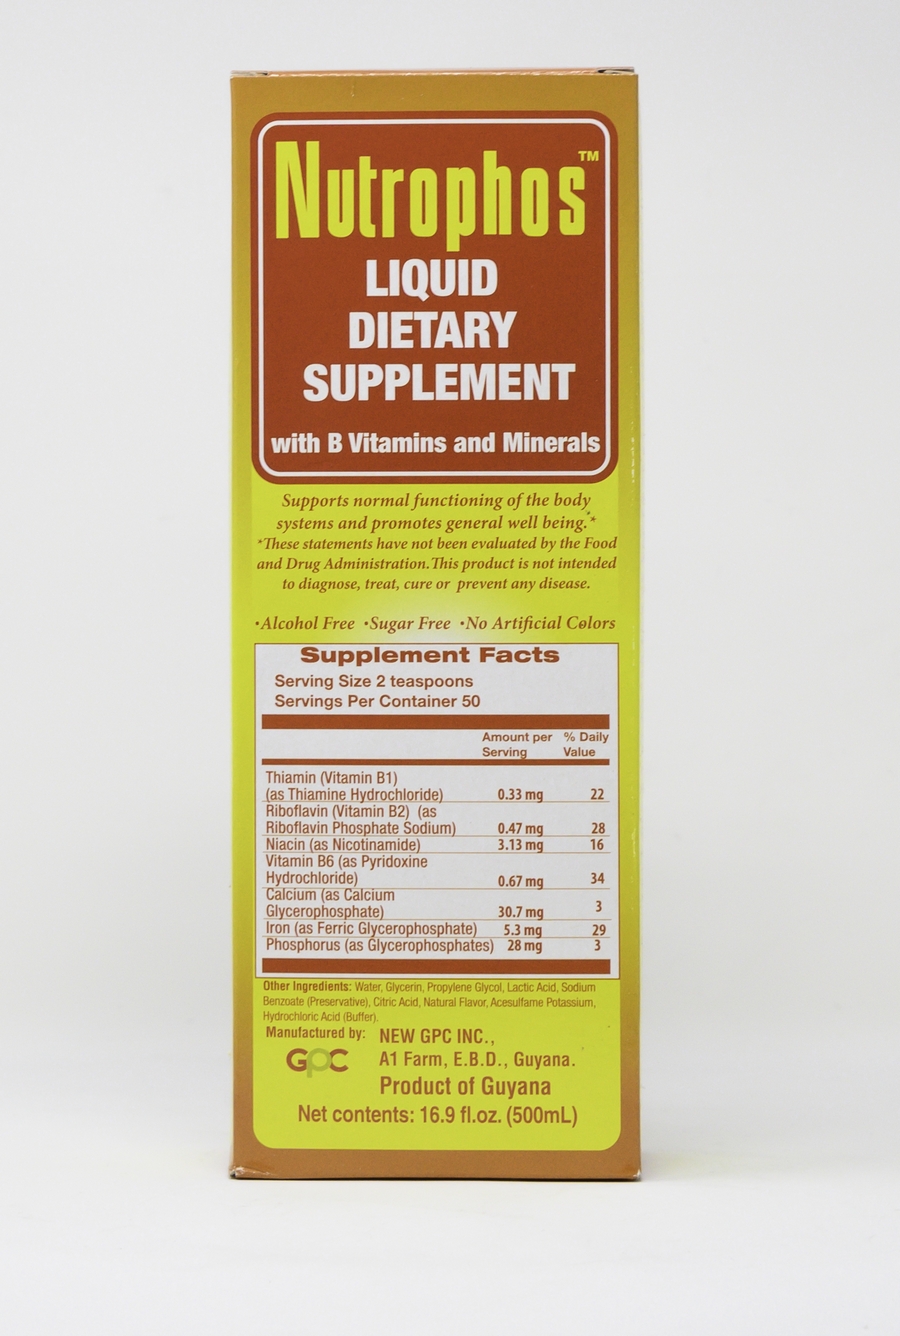 Nutrophos™
LIQUID
DIETARY
SUPPLEMENT
with B Vitamins and Minerals
Supports normal functioning of the body
systems and promotes general well being.*
*These statements have not been evaluated by the Food
and Drug Administration. This product is not intended
to diagnose, treat, cure or prevent any disease.
•Alcohol Free •Sugar Free •No Artificial Colors
Supplement Facts
Serving Size 2 teaspoons
Servings Per Container 50
Amount per % Daily
Serving Value
Thiamin (Vitamin B1)
(as Thiamine Hydrochloride) 0.33 mg 22
Riboflavin (Vitamin B2) (as
Riboflavin Phosphate Sodium) 0.47 mg 28
Niacin (as Nicotinamide) 3.13 mg 16
Vitamin B6 (as Pyridoxine
Hydrochloride) 0.67 mg 34
Calcium (as Calcium
Glycerophosphate) 30.7 mg 3
Iron (as Ferric Glycerophosphate) 5.3 mg 29
Phosphorus (as Glycerophosphates) 28 mg 3
Other Ingredients: Water, Glycerin, Propylene Glycol, Lactic Acid, Sodium
Benzoate (Preservative), Citric Acid, Natural Flavor, Acesulfame Potassium,
Hydrochloric Acid (Buffer).
Manufactured by: NEW GPC INC.,
GPC A1 Farm, E.B.D., Guyana.
Product of Guyana
Net contents: 16.9 fl.oz. (500mL)